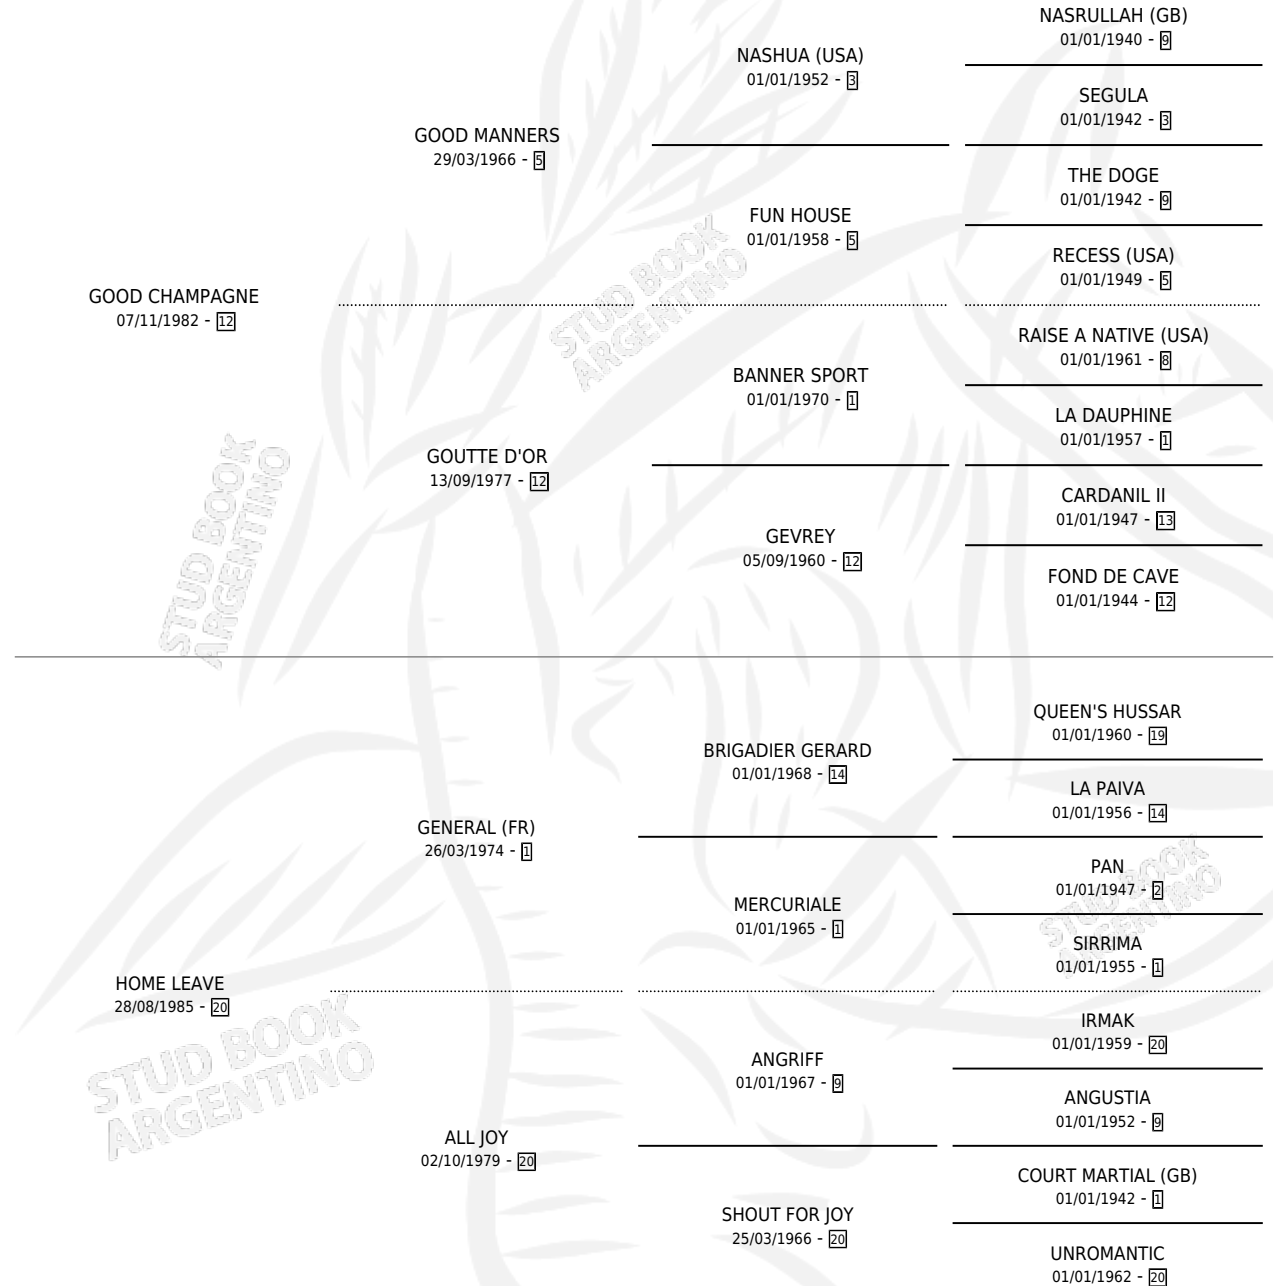 NASRULLAH (GB)
01/01/1940 - 9
NASHUA (USA)
01/01/1952 - 3
SEGULA
01/01/1942 - 3
GOOD MANNERS
29/03/1966 - 5
THE DOGE
01/01/1942 - 9
FUN HOUSE
01/01/1958 - 5
RECESS (USA)
01/01/1949 - 5
GOOD CHAMPAGNE
07/11/1982 - 12
STUD BOOK
ARGENTINO
RAISE A NATIVE (USA)
01/01/1961 - 8
BANNER SPORT
01/01/1970 - 1
LA DAUPHINE
01/01/1957 - 1
GOUTTE D'OR
13/09/1977 - 12
CARDANIL II
01/01/1947 - 13
GEVREY
05/09/1960 - 12
FOND DE CAVE
01/01/1944 - 12
STUD BOOK
ARGENTINO
QUEEN'S HUSSAR
01/01/1960 - 19
BRIGADIER GERARD
01/01/1968 - 14
LA PAIVA
01/01/1956 - 14
GENERAL (FR)
26/03/1974 - 1
PAN
01/01/1947 - 2
MERCURIALE
01/01/1965 - 1
STUD BOOK
ARGENTINO
SIRRIMA
01/01/1955 - 1
HOME LEAVE
28/08/1985 - 20
IRMAK
01/01/1959 - 20
ANGRIFF
01/01/1967 - 9
STUD BOOK
ARGENTINO
ANGUSTIA
01/01/1952 - 9
ALL JOY
02/10/1979 - 20
COURT MARTIAL (GB)
01/01/1942 - 1
SHOUT FOR JOY
25/03/1966 - 20
UNROMANTIC
01/01/1962 - 20